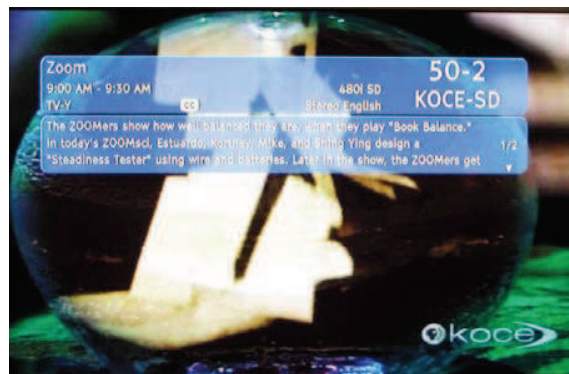 Zoom
50-2
9:00 AM - 9:30 AM
480i SD
KOCE-SD
TV-Y
CC
Stereo English
The ZOOMers show how well balanced they are, when they play "Book Balance."
In today's ZOOMsci, Estuardo, Kortney, Mike, and Shing Ying design a
1/2
"Steadiness Tester" using wire and batteries. Later in the show, the ZOOMers get
koce